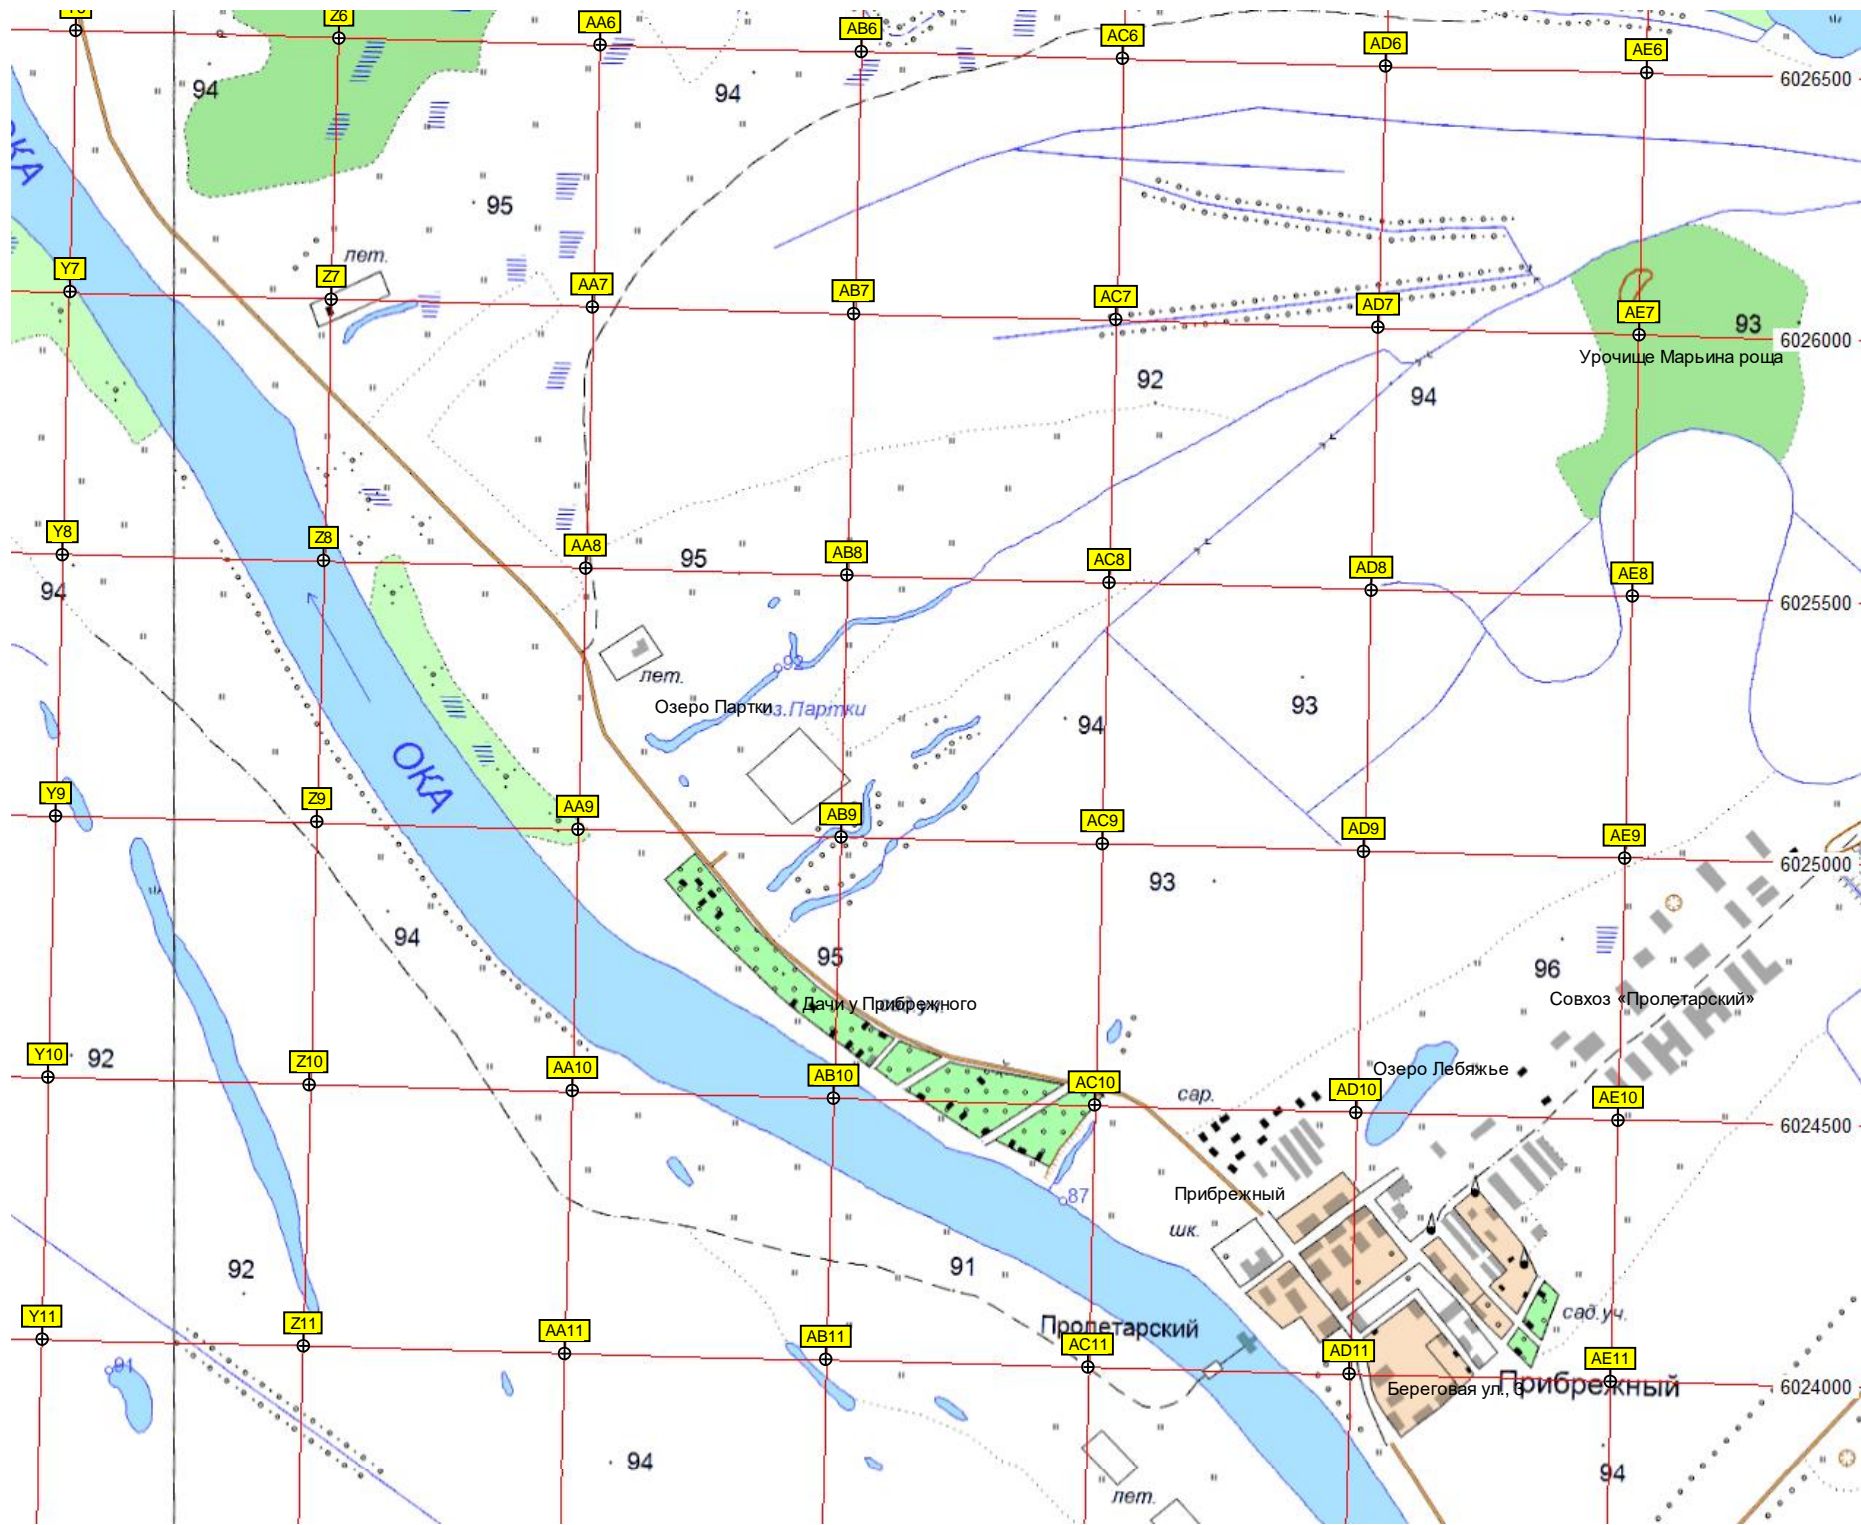 Z6
AA6
AB6
AC6
AD6
AE6
6026500
94
94
ОКА
95
лет.
Y7
Z7
AA7
AB7
AC7
AD7
AE7
93
6026000
Урочище Марьина роща
92
94
Y8
Z8
AA8
95
AB8
AC8
AD8
AE8
6025500
94
92
лет.
Озеро Партки
оз.Партки
94
93
ОКА
Y9
Z9
AA9
AB9
AC9
AD9
AE9
6025000
93
94
95
96
Дачи у Прибрежного
Совхоз «Пролетарский»
Y10
92
Z10
AA10
AB10
AC10
сар.
Озеро Лебяжье
AD10
AE10
6024500
87
Прибрежный
шк.
92
91
сад.уч.
Y11
Z11
AA11
AB11
Пролетарский
AC11
AD11
AE11
91
Береговая ул., 6
Прибрежный
6024000
94
94
лет.